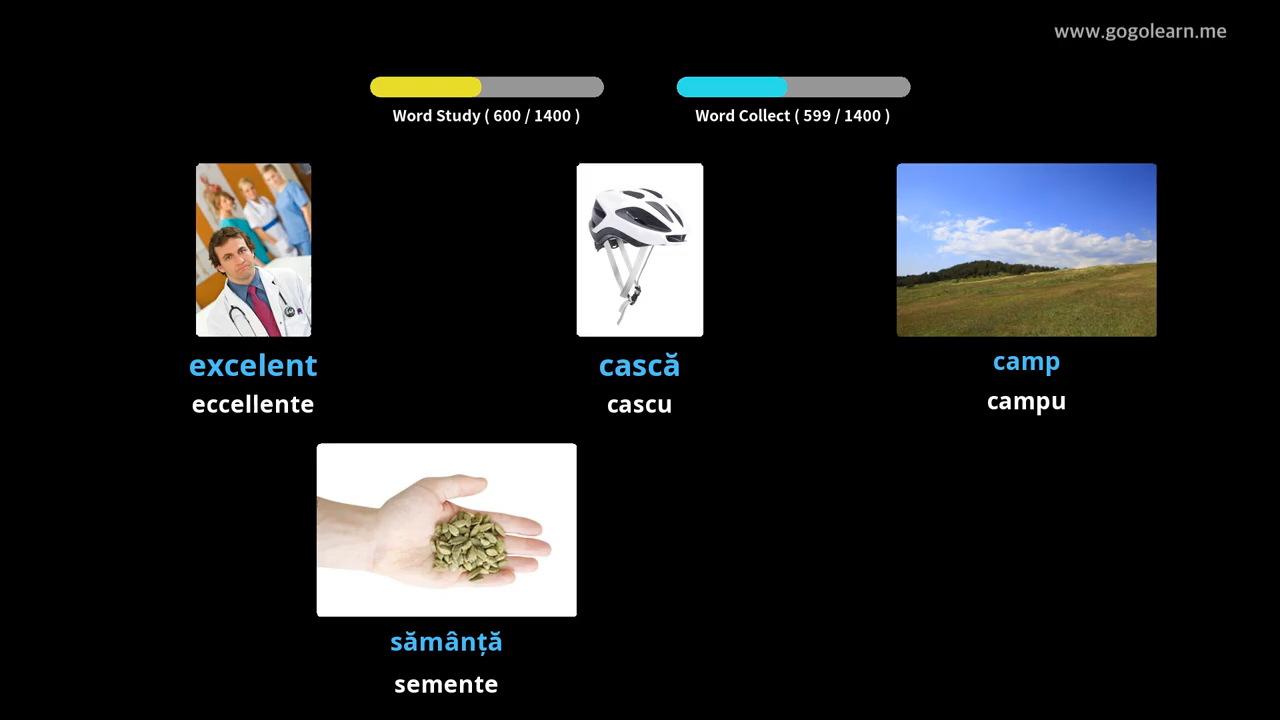 www.gogolearn.me
Word Study ( 600 / 1400 )
Word Collect ( 599 / 1400 )
excelent
eccellente
cască
cascu
camp
campu
sămânță
semente